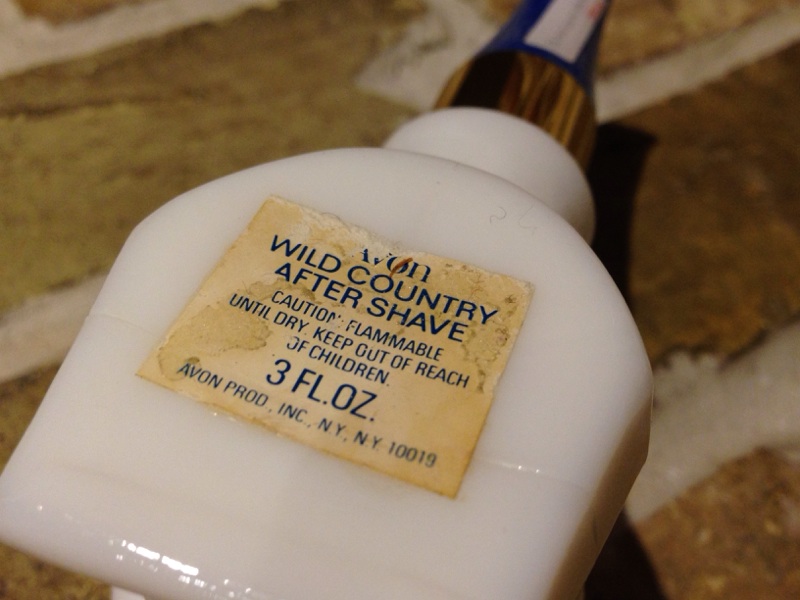 Avon
WILD COUNTRY
AFTER SHAVE
CAUTION: FLAMMABLE
UNTIL DRY. KEEP OUT OF REACH
OF CHILDREN.
3 FL.OZ.
AVON PROD., INC., N.Y., N.Y. 10019